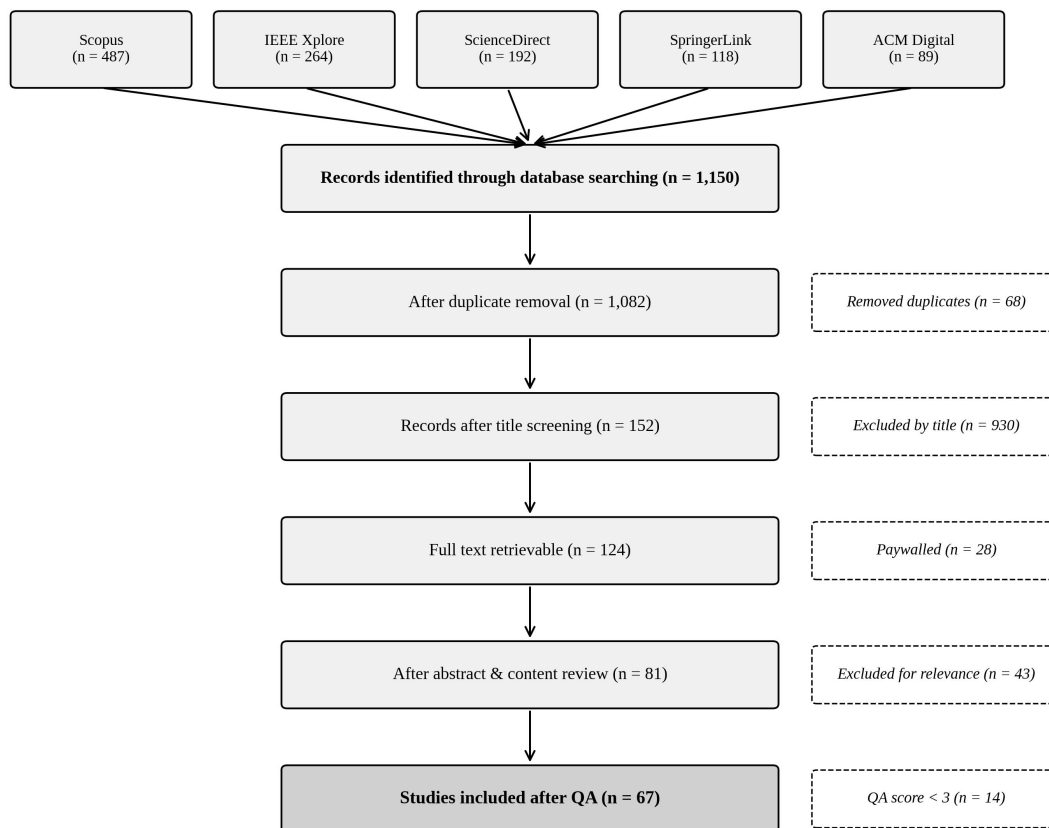 Scopus
(n = 487)
IEEE Xplore
(n = 264)
ScienceDirect
(n = 192)
SpringerLink
(n = 118)
ACM Digital
(n = 89)
Records identified through database searching (n = 1,150)
After duplicate removal (n = 1,082)
Removed duplicates (n = 68)
Records after title screening (n = 152)
Excluded by title (n = 930)
Full text retrievable (n = 124)
Paywalled (n = 28)
After abstract & content review (n = 81)
Excluded for relevance (n = 43)
Studies included after QA (n = 67)
QA score < 3 (n = 14)